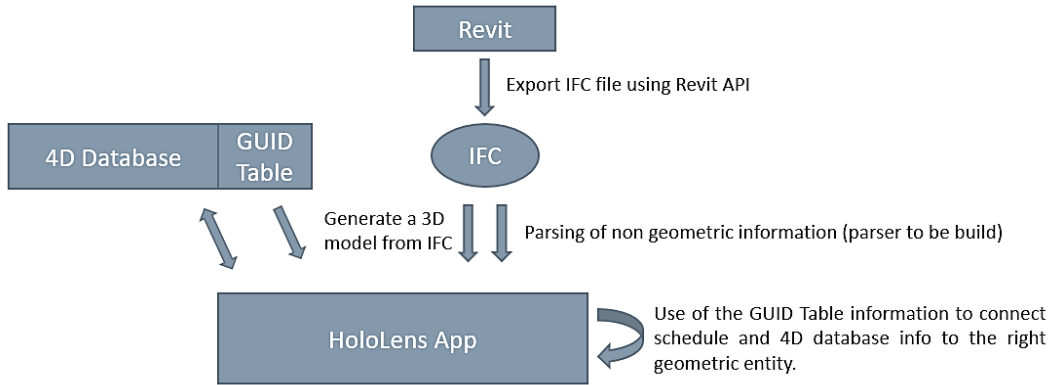 Revit
Export IFC file using Revit API
4D Database
GUID
Table
IFC
Generate a 3D
model from IFC
Parsing of non geometric information (parser to be build)
HoloLens App
Use of the GUID Table information to connect
schedule and 4D database info to the right
geometric entity.